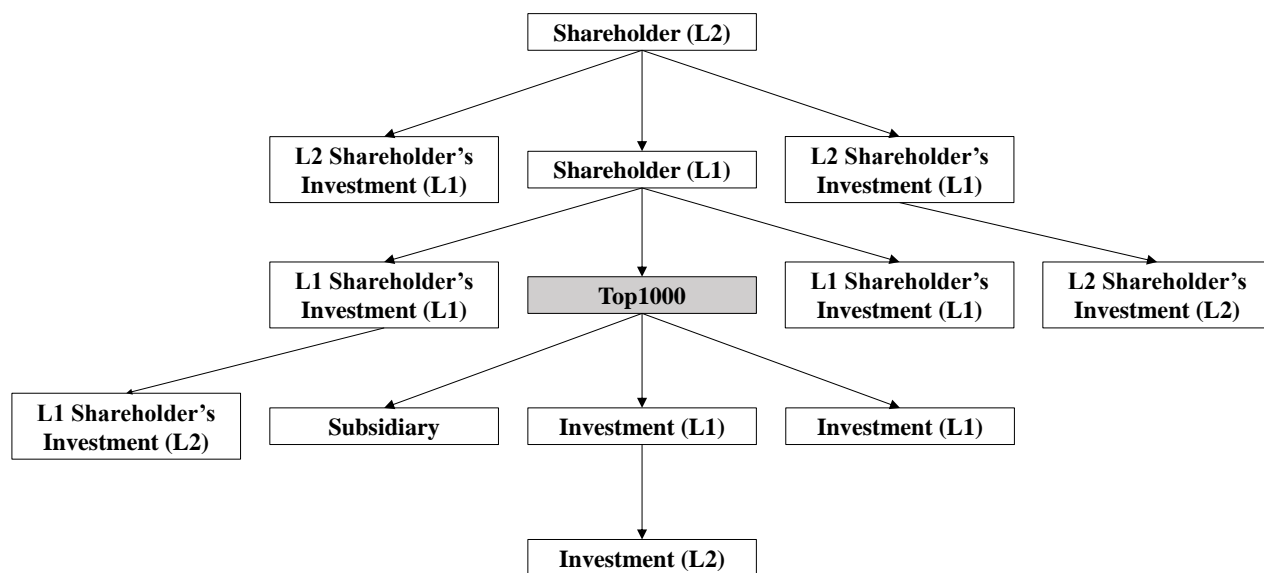 Shareholder (L2)
L2 Shareholder’s
Investment (L1)
Shareholder (L1)
L2 Shareholder’s
Investment (L1)
L1 Shareholder’s
Investment (L1)
Top1000
L1 Shareholder’s
Investment (L1)
L2 Shareholder’s
Investment (L2)
L1 Shareholder’s
Investment (L2)
Subsidiary
Investment (L1)
Investment (L1)
Investment (L2)